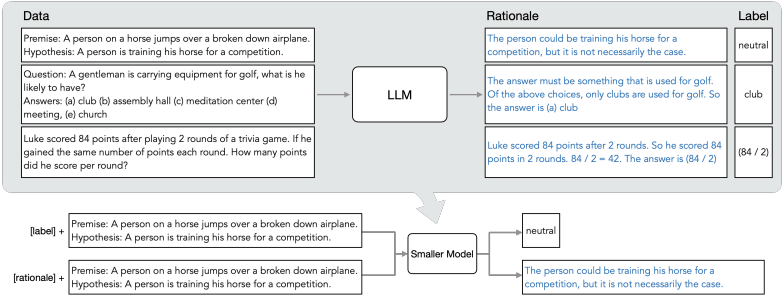 Data
Premise: A person on a horse jumps over a broken down airplane.
Hypothesis: A person is training his horse for a competition.
Question: A gentleman is carrying equipment for golf, what is he
likely to have?
Answers: (a) club (b) assembly hall (c) meditation center (d)
meeting, (e) church
Luke scored 84 points after playing 2 rounds of a trivia game. If he
gained the same number of points each round. How many points
did he score per round?
LLM
Rationale
The person could be training his horse for a
competition, but it is not necessarily the case.
The answer must be something that is used for golf.
Of the above choices, only clubs are used for golf. So
the answer is (a) club
Luke scored 84 points after 2 rounds. So he scored 84
points in 2 rounds. 84 / 2 = 42. The answer is (84 / 2)
Label
neutral
club
(84 / 2)
[label] +
Premise: A person on a horse jumps over a broken down airplane.
Hypothesis: A person is training his horse for a competition.
[rationale] +
Premise: A person on a horse jumps over a broken down airplane.
Hypothesis: A person is training his horse for a competition.
Smaller Model
neutral
The person could be training his horse for a
competition, but it is not necessarily the case.